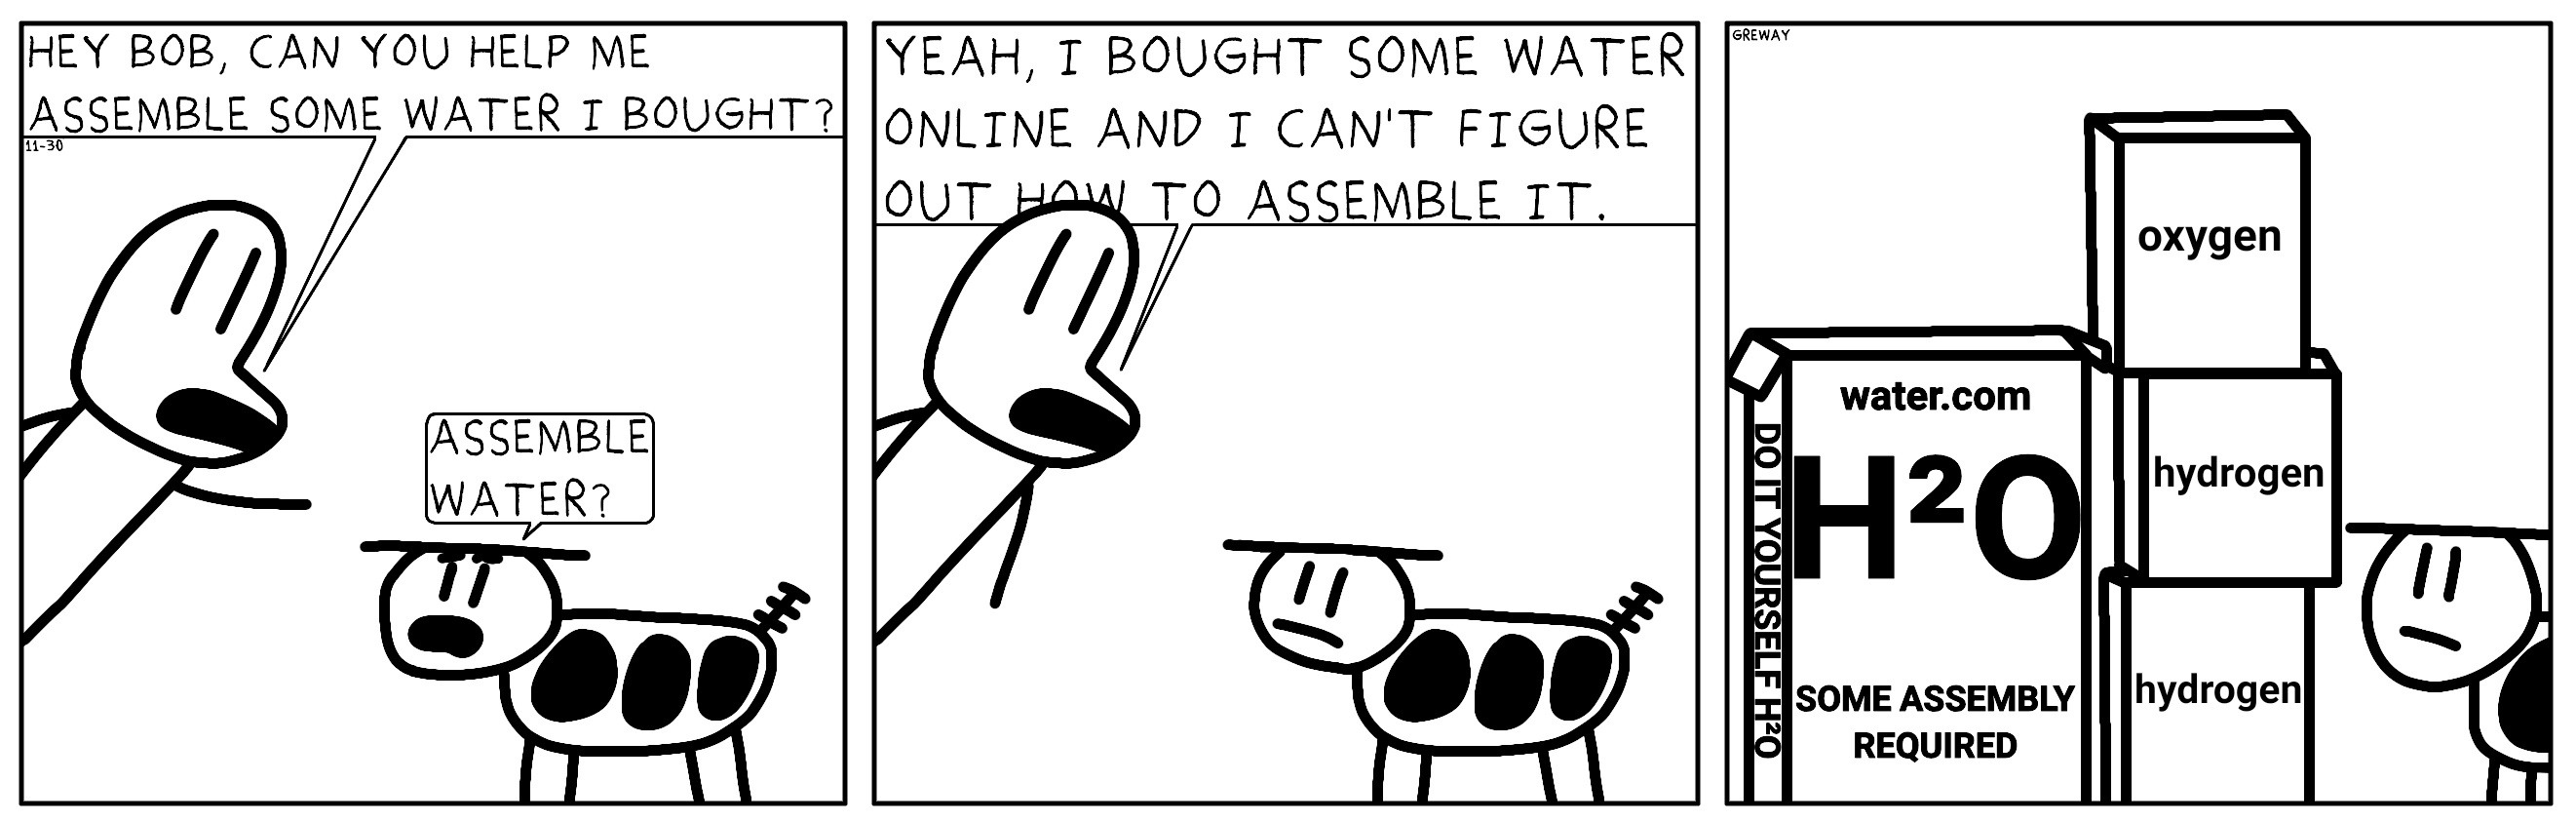 HEY BOB, CAN YOU HELP ME
ASSEMBLE SOME WATER I BOUGHT?
11-30
ASSEMBLE
WATER?
YEAH, I BOUGHT SOME WATER
ONLINE AND I CAN'T FIGURE
OUT HOW TO ASSEMBLE IT.
GREWAY
oxygen
hydrogen
hydrogen
water.com
H²O
SOME ASSEMBLY
REQUIRED
DO IT YOURSELF H²O